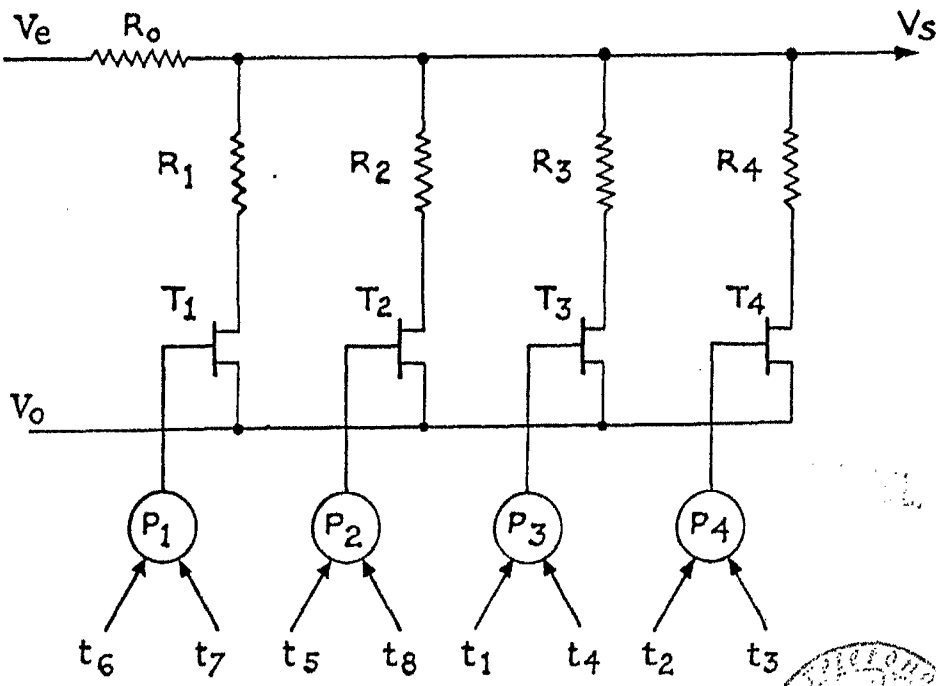 Ve Ro Vs
R1 R2 R3 R4
T1 T2 T3 T4
Vo
P1 P2 P3 P4
t6 t7 t5 t8 t1 t4 t2 t3